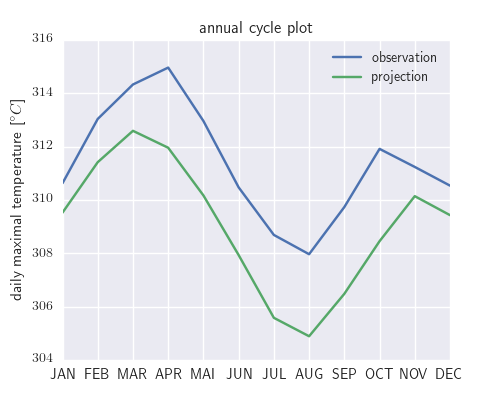 annual cycle plot
316
314
312
310
308
306
304
daily maximal temperature [°C]
observation
projection
JAN FEB MAR APR MAI JUN JUL AUG SEP OCT NOV DEC